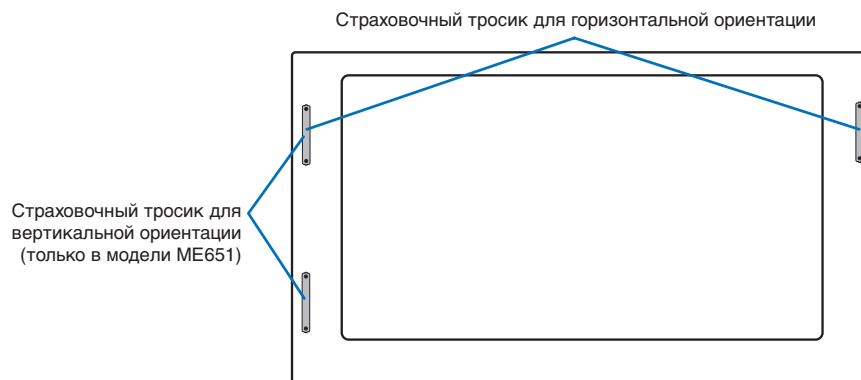 Страховочный тросик для горизонтальной ориентации
Страховочный тросик для
вертикальной ориентации
(только в модели ME651)